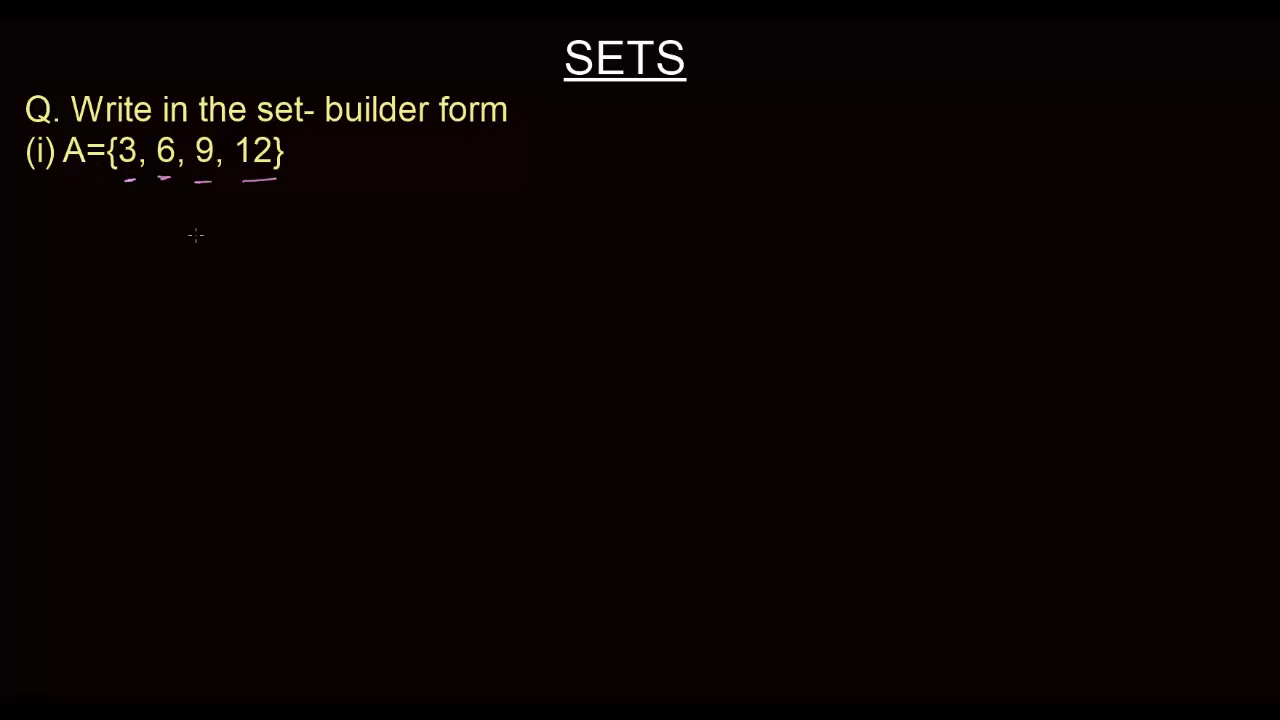 SETS
Q. Write in the set- builder form
(i) A={3, 6, 9, 12}